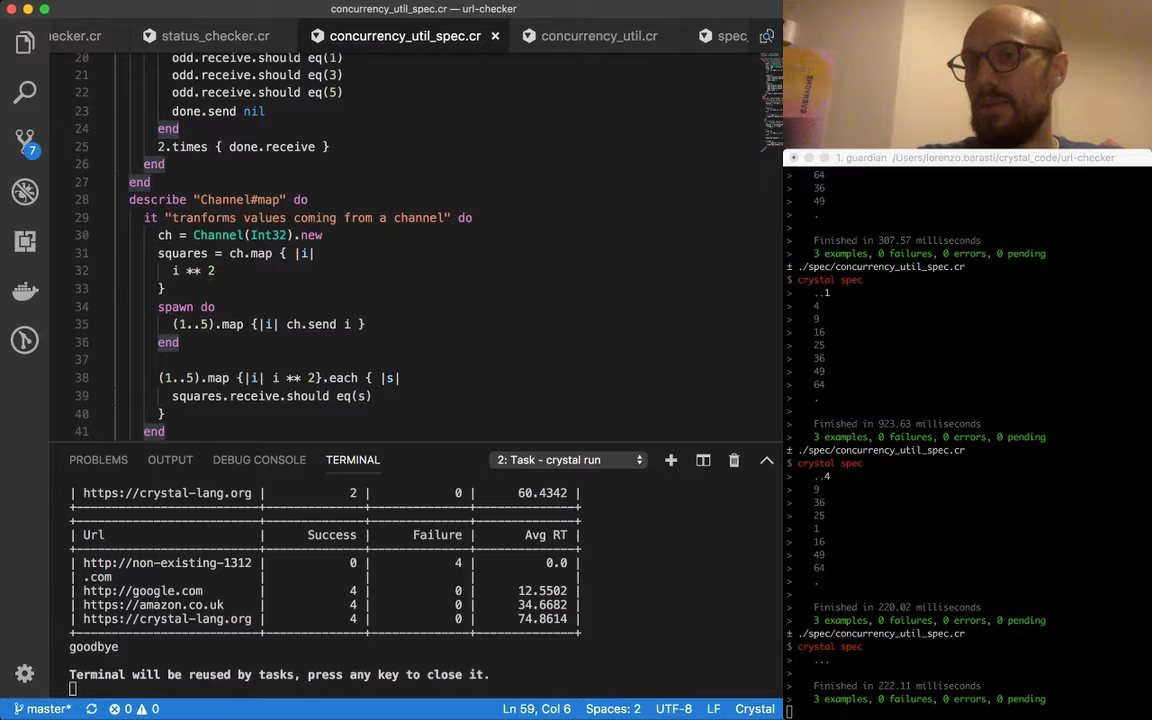 concurrency_util_spec.cr — url-checker
ecker.cr
status_checker.cr
concurrency_util_spec.cr ×
concurrency_util.cr
spec_
20 odd.receive.should eq(1)
21 odd.receive.should eq(3)
22 odd.receive.should eq(5)
23 done.send nil
24 end
25 2.times { done.receive }
26 end
27 end
28 describe "Channel#map" do
29 it "tranforms values coming from a channel" do
30 ch = Channel(Int32).new
31 squares = ch.map { |i|
32 i ** 2
33 }
34 spawn do
35 (1..5).map {|i| ch.send i }
36 end
37
38 (1..5).map {|i| i ** 2}.each { |s|
39 squares.receive.should eq(s)
40 }
41 end
7
PROBLEMS OUTPUT DEBUG CONSOLE TERMINAL 2: Task - crystal run
| https://crystal-lang.org | 2 | 0 | 60.4342 |
| Url | Success | Failure | Avg RT |
| http://non-existing-1312 | 0 | 4 | 0.0 |
| .com | | | |
| http://google.com | 4 | 0 | 12.5502 |
| https://amazon.co.uk | 4 | 0 | 34.6682 |
| https://crystal-lang.org | 4 | 0 | 74.8614 |
goodbye
Terminal will be reused by tasks, press any key to close it.
master* 0 0 Ln 59, Col 6 Spaces: 2 UTF-8 LF Crystal
1. guardian /Users/lorenzo.barasti/crystal_code/url-checker
> 64
> 36
> 49
> .
>
> Finished in 307.57 milliseconds
> 3 examples, 0 failures, 0 errors, 0 pending
± ./spec/concurrency_util_spec.cr
$ crystal spec
> ..1
> 4
> 9
> 16
> 25
> 36
> 49
> 64
> .
>
> Finished in 923.63 milliseconds
> 3 examples, 0 failures, 0 errors, 0 pending
± ./spec/concurrency_util_spec.cr
$ crystal spec
> ..4
> 9
> 36
> 25
> 1
> 16
> 49
> 64
> .
>
> Finished in 220.02 milliseconds
> 3 examples, 0 failures, 0 errors, 0 pending
± ./spec/concurrency_util_spec.cr
$ crystal spec
> ...
>
> Finished in 222.11 milliseconds
> 3 examples, 0 failures, 0 errors, 0 pending